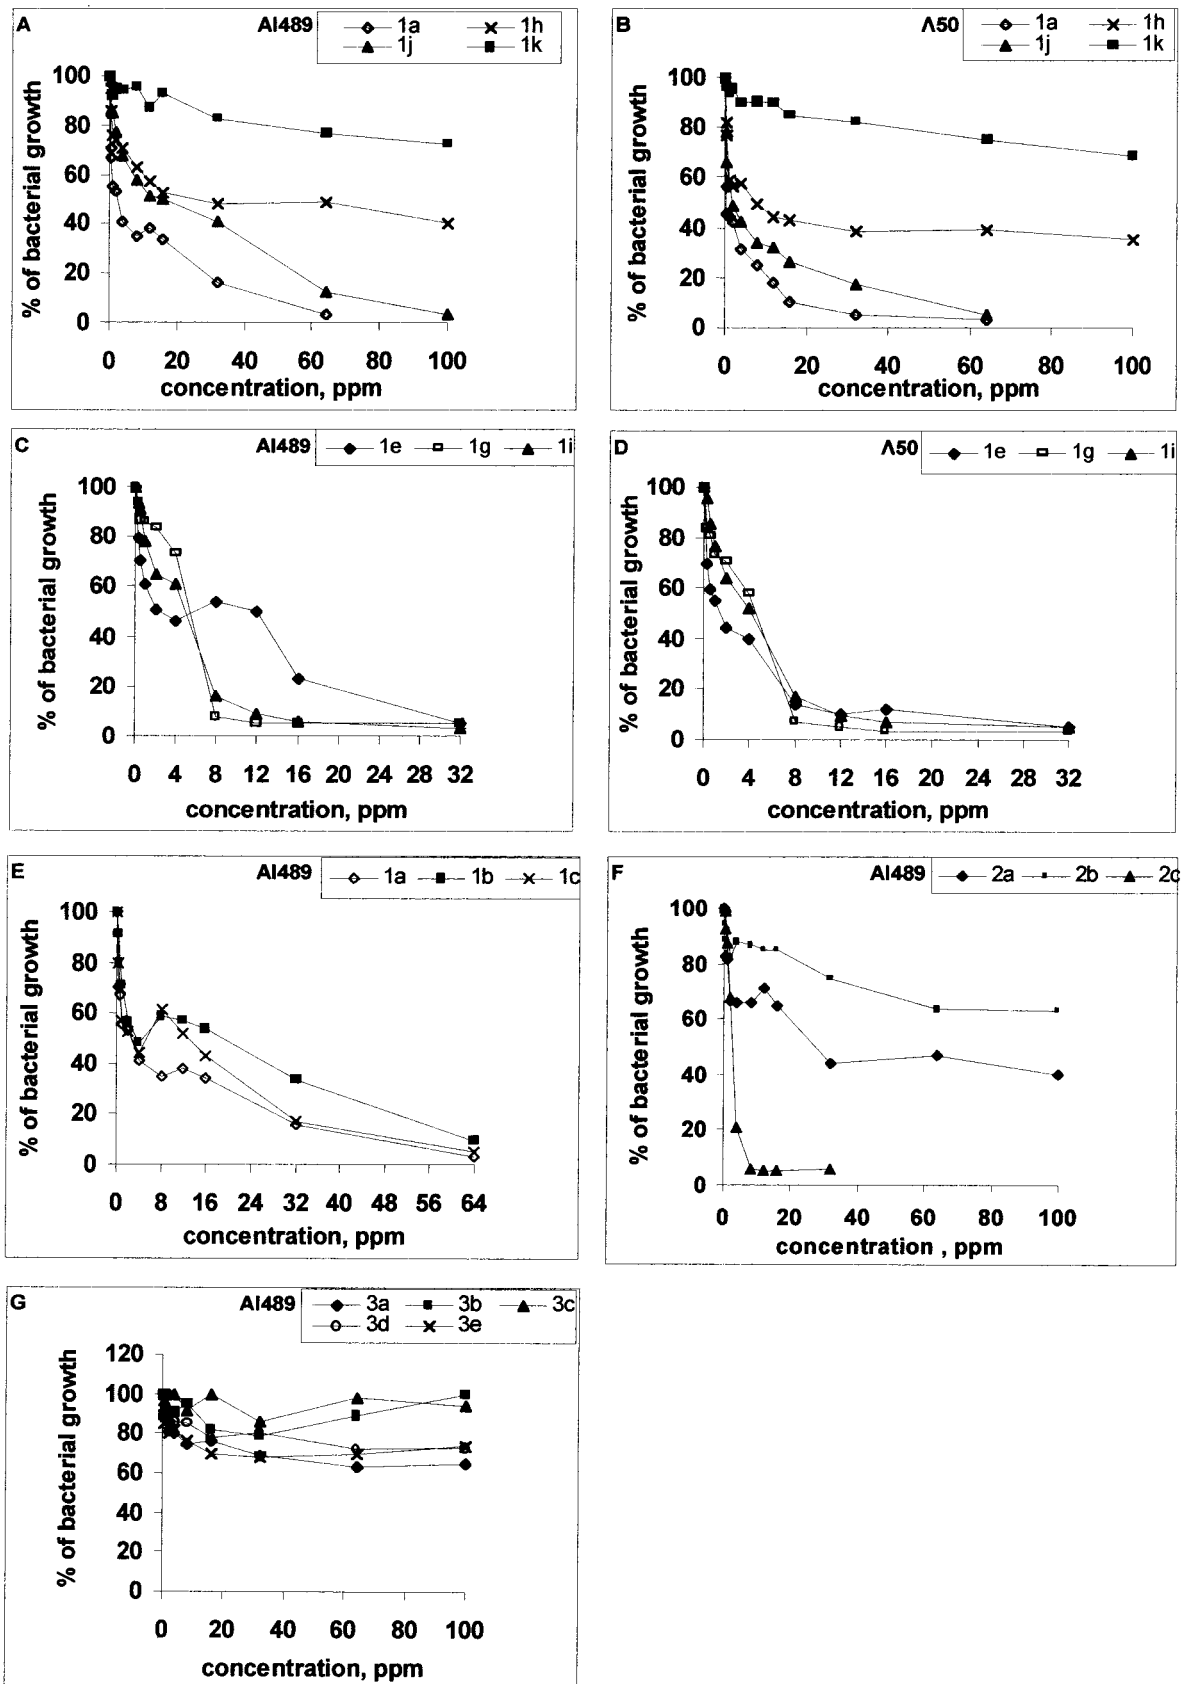 A AI489 1a 1h
1j 1k
% of bacterial growth
100
80
60
40
20
0
0 20 40 60 80 100
concentration, ppm
B Λ50 1a 1h
1j 1k
% of bacterial growth
100
80
60
40
20
0
0 20 40 60 80 100
concentration, ppm
C AI489 1e 1g 1i
% of bacterial growth
100
80
60
40
20
0
0 4 8 12 16 20 24 28 32
concentration, ppm
D Λ50 1e 1g 1i
% of bacterial growth
100
80
60
40
20
0
0 4 8 12 16 20 24 28 32
concentration, ppm
E AI489 1a 1b 1c
% of bacterial growth
100
80
60
40
20
0
0 8 16 24 32 40 48 56 64
concentration, ppm
F AI489 2a 2b 2c
% of bacterial growth
100
80
60
40
20
0
0 20 40 60 80 100
concentration , ppm
G AI489 3a 3b 3c
3d 3e
% of bacterial growth
120
100
80
60
40
20
0
0 20 40 60 80 100
concentration, ppm